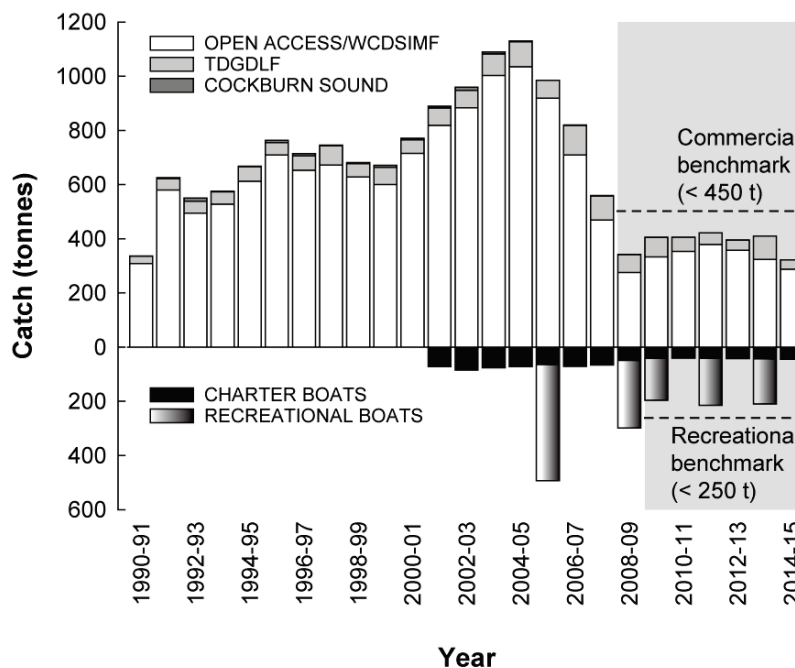 1200
1000
800
600
400
200
0
200
400
600
Catch (tonnes)
OPEN ACCESS/WCDSIMF
TDGDLF
COCKBURN SOUND
Commercia
benchmark
(< 450 t)
CHARTER BOATS
RECREATIONAL BOATS
Recreationa
benchmark
(< 250 t)
1990-91
1992-93
1994-95
1996-97
1998-99
2000-01
2002-03
2004-05
2006-07
2008-09
2010-11
2012-13
2014-15
Year